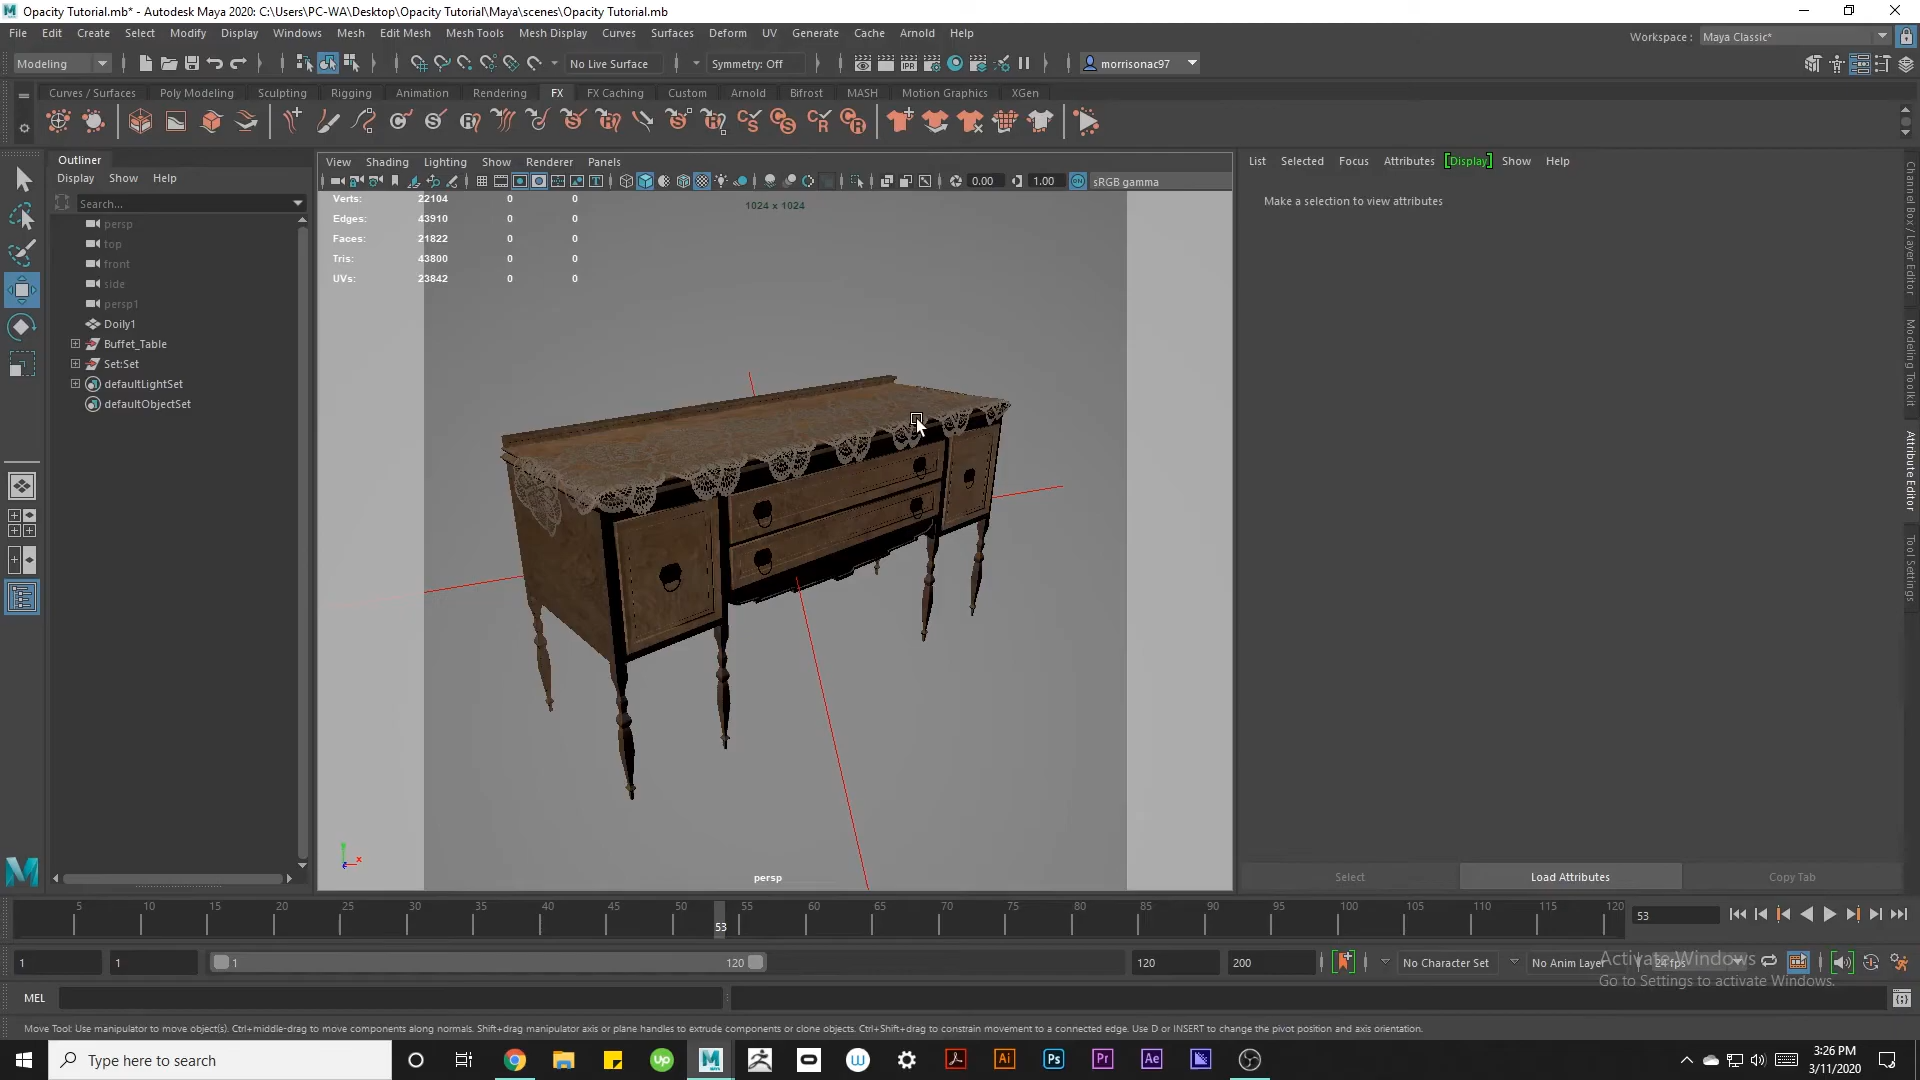 Opacity Tutorial.mb* - Autodesk Maya 2020: C:\Users\PC-WA\Desktop\Opacity Tutorial\Maya\scenes\Opacity Tutorial.mb
File Edit Create Select Modify Display Windows Mesh Edit Mesh Mesh Tools Mesh Display Curves Surfaces Deform UV Generate Cache Arnold Help
Workspace : Maya Classic*
Modeling No Live Surface Symmetry: Off morrisonac97
Curves / Surfaces Poly Modeling Sculpting Rigging Animation Rendering FX FX Caching Custom Arnold Bifrost MASH Motion Graphics XGen
Outliner
Display Show Help
Search...
persp
top
front
side
persp1
Doily1
Buffet_Table
Set:Set
defaultLightSet
defaultObjectSet
View Shading Lighting Show Renderer Panels
0.00 1.00 sRGB gamma
Verts: 22104 0 0
Edges: 43910 0 0
Faces: 21822 0 0
Tris: 43800 0 0
UVs: 23842 0 0
1024 x 1024
y
x
persp
List Selected Focus Attributes Display Show Help
Make a selection to view attributes
Select Load Attributes Copy Tab
Channel Box / Layer Editor
Modeling Toolkit
Attribute Editor
Tool Settings
5 10 15 20 25 30 35 40 45 50 55 60 65 70 75 80 85 90 95 100 105 110 115 120
53
53
1 1 1 120 120 200 No Character Set No Anim Layer 24 fps
Activate Windows
Go to Settings to activate Windows.
MEL
Move Tool: Use manipulator to move object(s). Ctrl+middle-drag to move components along normals. Shift+drag manipulator axis or plane handles to extrude components or clone objects. Ctrl+Shift+drag to constrain movement to a connected edge. Use D or INSERT to change the pivot position and axis orientation.
Type here to search
3:26 PM
3/11/2020